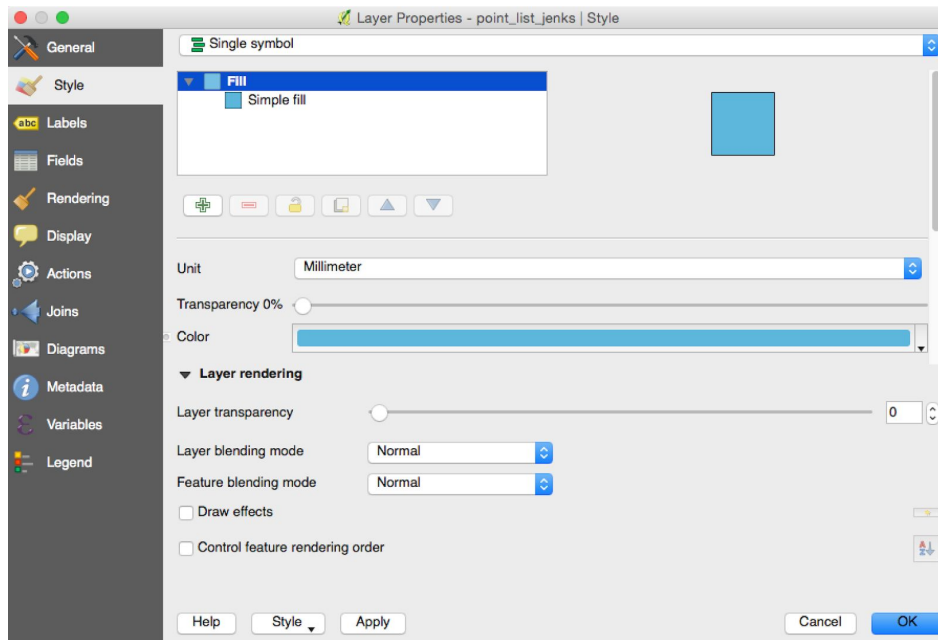 Layer Properties - point_list_jenks | Style
General
Style
abc Labels
Fields
Rendering
Display
Actions
Joins
Diagrams
Metadata
Variables
Legend
Single symbol
Fill
Simple fill
Unit Millimeter
Transparency 0%
Color
Layer rendering
Layer transparency 0
Layer blending mode Normal
Feature blending mode Normal
Draw effects
Control feature rendering order
Help Style Apply Cancel OK